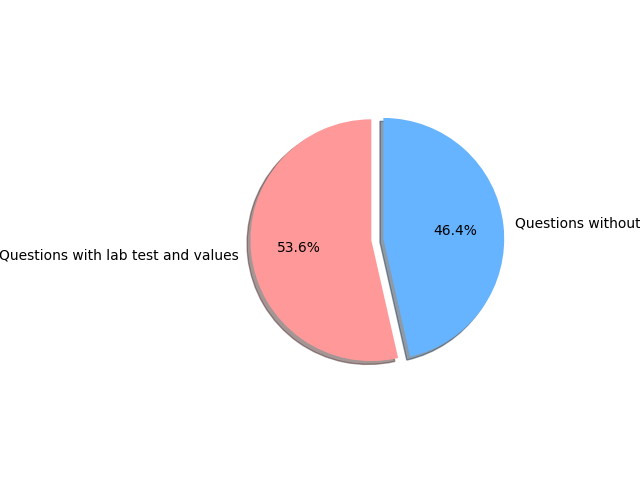 46.4%
Questions without
53.6%
Questions with lab test and values